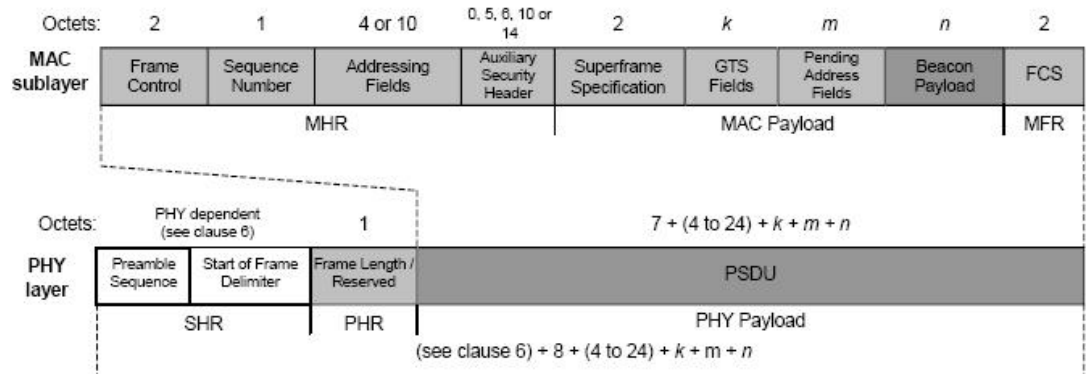 Octets: 2 1 4 or 10 0, 5, 6, 10 or 14 2 k m n 2
MAC sublayer
Frame Control
Sequence Number
Addressing Fields
Auxiliary Security Header
Superframe Specification
GTS Fields
Pending Address Fields
Beacon Payload
FCS
MHR MAC Payload MFR
Octets: PHY dependent (see clause 6) 1 7 + (4 to 24) + k + m + n
PHY layer
Preamble Sequence
Start of Frame Delimiter
Frame Length / Reserved
PSDU
SHR PHR PHY Payload
(see clause 6) + 8 + (4 to 24) + k + m + n